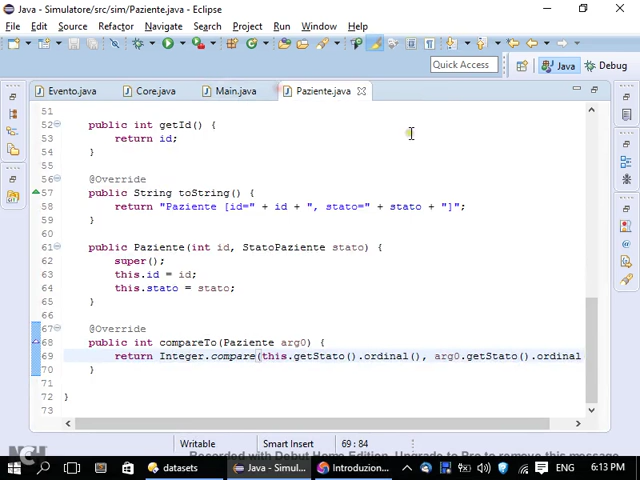 Java - Simulatore/src/sim/Paziente.java - Eclipse
File Edit Source Refactor Navigate Search Project Run Window Help
Quick Access
Java
Debug
Evento.java
Core.java
Main.java
Paziente.java
51
52 public int getId() {
53 return id;
54 }
55
56 @Override
57 public String toString() {
58 return "Paziente [id=" + id + ", stato=" + stato + "]";
59 }
60
61 public Paziente(int id, StatoPaziente stato) {
62 super();
63 this.id = id;
64 this.stato = stato;
65 }
66
67 @Override
68 public int compareTo(Paziente arg0) {
69 return Integer.compare(this.getStato().ordinal(), arg0.getStato().ordinal
70 }
71
72 }
73
Writable
Smart Insert
69 : 84
NCH
Recorded with Debut Home Edition. Upgrade to Pro to remove this message
datasets
Java - Simul...
Introduzion...
ENG
6:13 PM